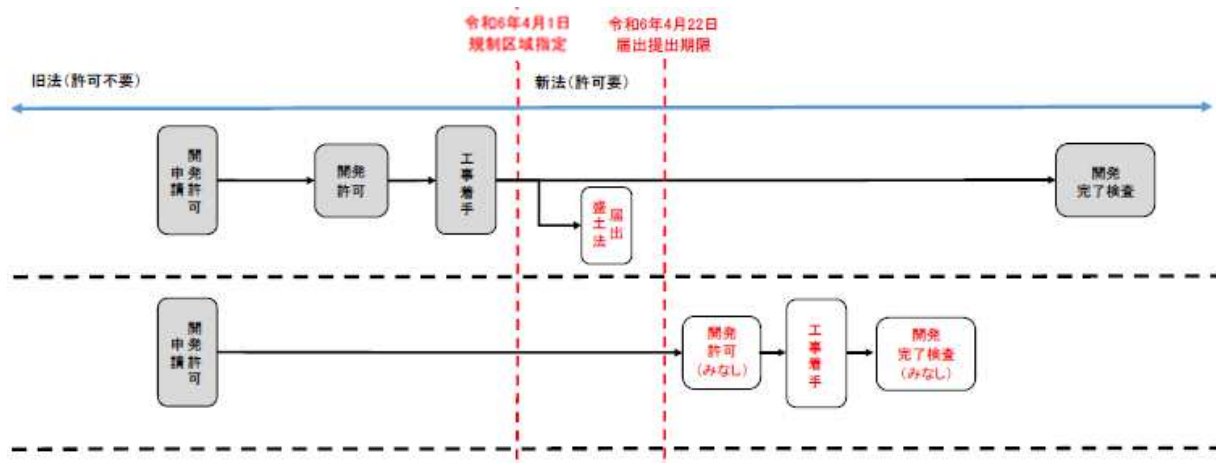 令和6年4月1日
規制区域指定
令和6年4月22日
届出提出期限
旧法(許可不要)
新法(許可要)
開発許可
申請
開発
許可
工事着手
届出
盛土法
開発
完了検査
開発許可
申請
開発
許可
(みなし)
工事着手
開発
完了検査
(みなし)